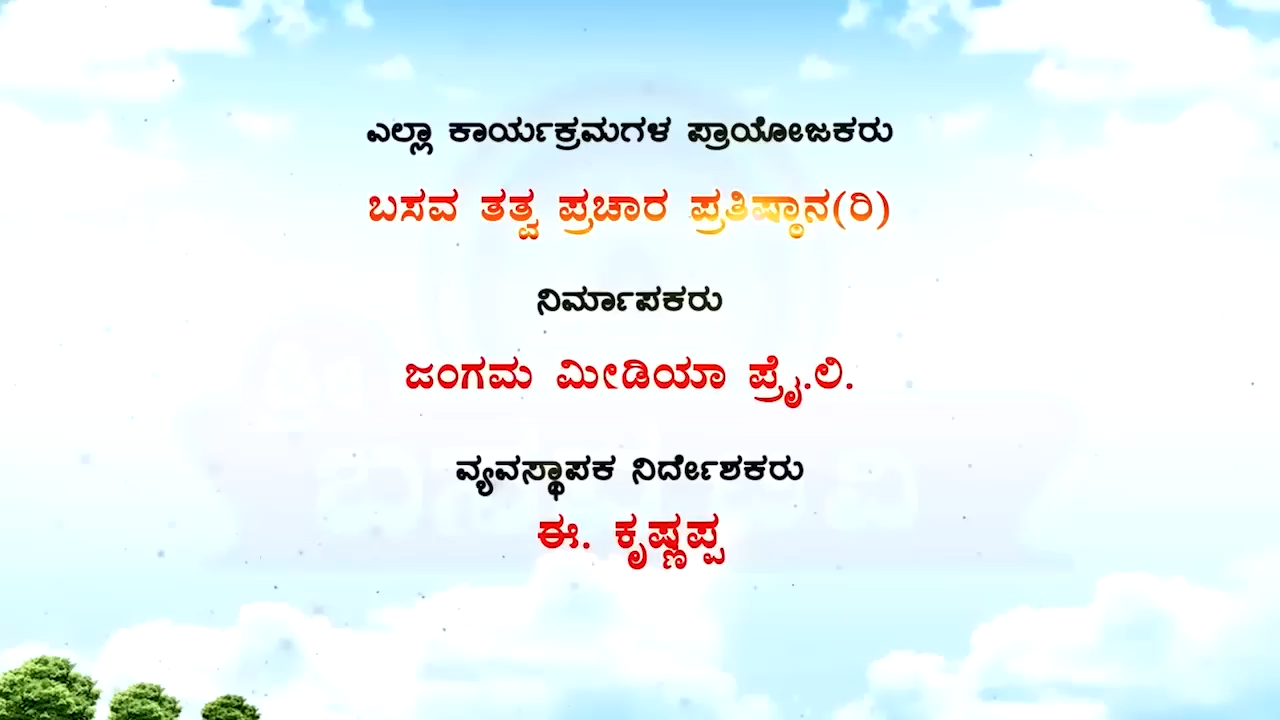 ಎಲ್ಲಾ ಕಾರ್ಯಕ್ರಮಗಳ ಪ್ರಾಯೋಜಕರು
ಬಸವ ತತ್ವ ಪ್ರಚಾರ ಪ್ರತಿಷ್ಠಾನ(ರಿ)
ನಿರ್ಮಾಪಕರು
ಜಂಗಮ ಮೀಡಿಯಾ ಪ್ರೈ.ಲಿ.
ವ್ಯವಸ್ಥಾಪಕ ನಿರ್ದೇಶಕರು
ಈ. ಕೃಷ್ಣಪ್ಪ